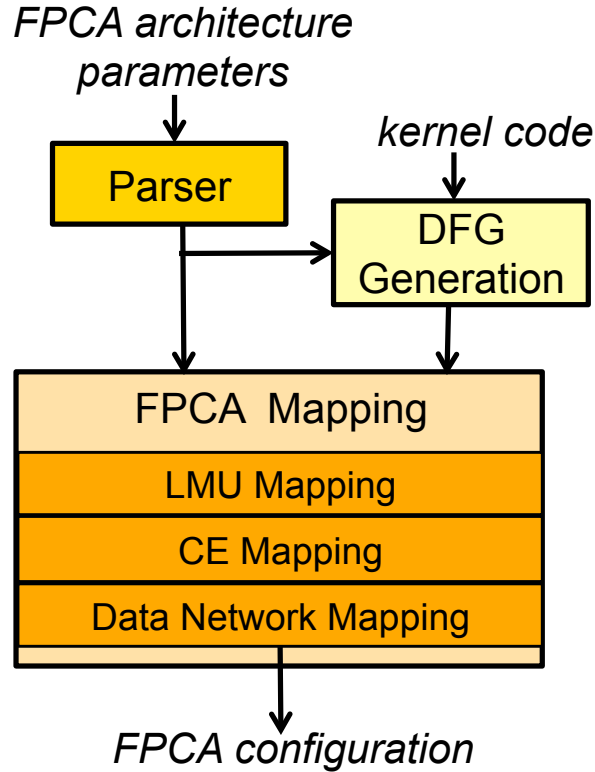 FPCA architecture
parameters
kernel code
Parser
DFG
Generation
FPCA Mapping
LMU Mapping
CE Mapping
Data Network Mapping
FPCA configuration